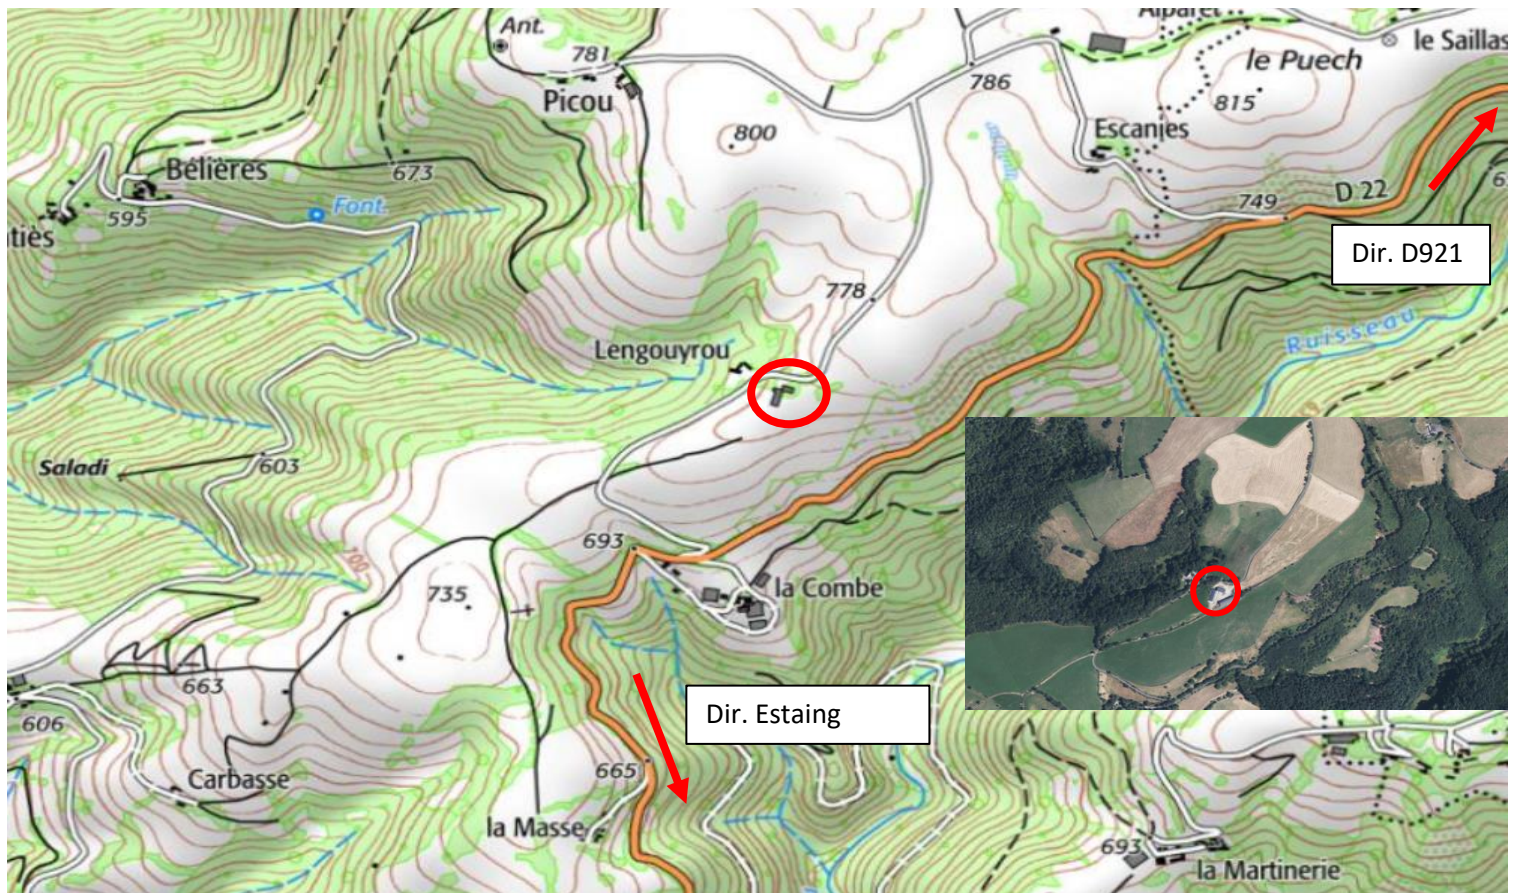 Ant.
781
Picou
800
786
Alparet
le Puech
815
le Saillas
Escanjes
D 22
749
Dir. D921
Ruisseau
Bélières
673
Font.
595
tiès
778
Lengouyrou
Saladi
603
700
693
la Combe
735
663
606
Carbasse
Dir. Estaing
665
la Masse
693
la Martinerie